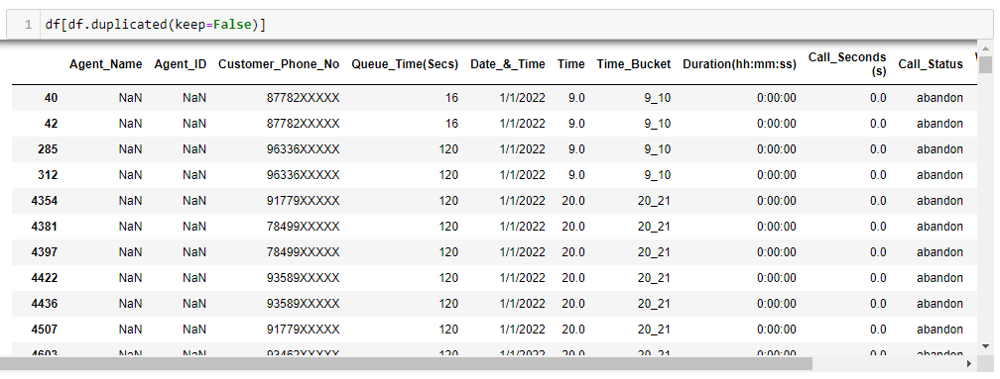 1 df[df.duplicated(keep=False)]
Agent_Name Agent_ID Customer_Phone_No Queue_Time(Secs) Date_&_Time Time Time_Bucket Duration(hh:mm:ss) Call_Seconds (s) Call_Status
40 NaN NaN 87782XXXXX 16 1/1/2022 9.0 9_10 0:00:00 0.0 abandon
42 NaN NaN 87782XXXXX 16 1/1/2022 9.0 9_10 0:00:00 0.0 abandon
285 NaN NaN 96336XXXXX 120 1/1/2022 9.0 9_10 0:00:00 0.0 abandon
312 NaN NaN 96336XXXXX 120 1/1/2022 9.0 9_10 0:00:00 0.0 abandon
4354 NaN NaN 91779XXXXX 120 1/1/2022 20.0 20_21 0:00:00 0.0 abandon
4381 NaN NaN 78499XXXXX 120 1/1/2022 20.0 20_21 0:00:00 0.0 abandon
4397 NaN NaN 78499XXXXX 120 1/1/2022 20.0 20_21 0:00:00 0.0 abandon
4422 NaN NaN 93589XXXXX 120 1/1/2022 20.0 20_21 0:00:00 0.0 abandon
4436 NaN NaN 93589XXXXX 120 1/1/2022 20.0 20_21 0:00:00 0.0 abandon
4507 NaN NaN 91779XXXXX 120 1/1/2022 20.0 20_21 0:00:00 0.0 abandon
4603 NaN NaN 93462XXXXX 120 1/1/2022 20.0 20_21 0:00:00 0.0 abandon